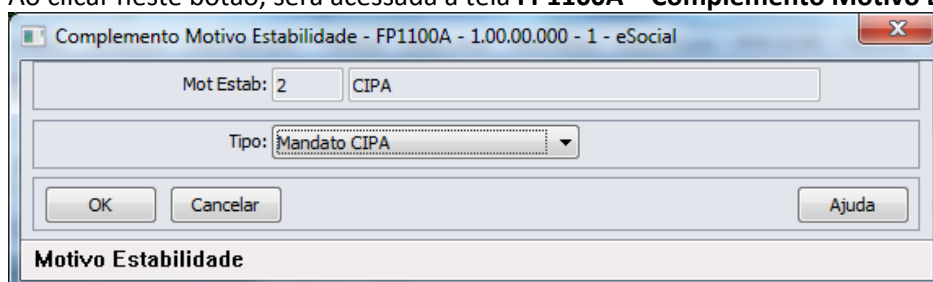 Ao clicar neste botão, será acessada a tela FP1100A – Complemento Motivo
Complemento Motivo Estabilidade - FP1100A - 1.00.00.000 - 1 - eSocial
Mot Estab: 2 CIPA
Tipo: Mandato CIPA
OK Cancelar Ajuda
Motivo Estabilidade